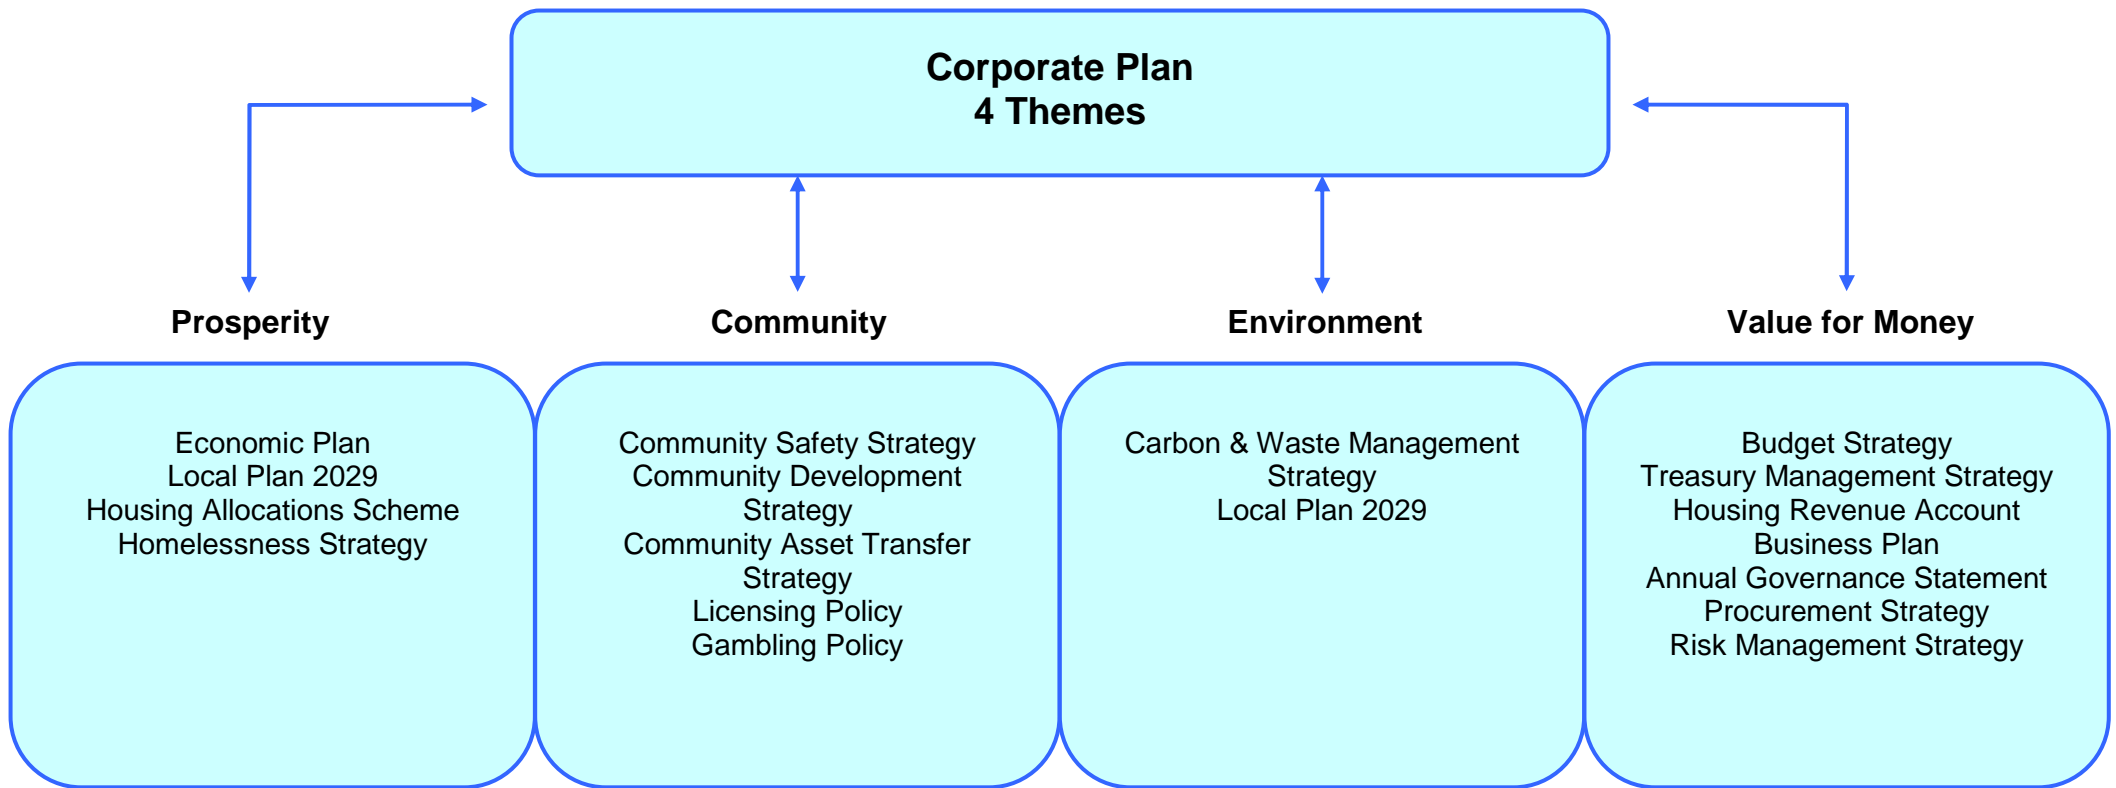 Corporate Plan
4 Themes
Prosperity
Community
Environment
Value for Money
Economic Plan
Local Plan 2029
Housing Allocations Scheme
Homelessness Strategy
Community Safety Strategy
Community Development
Strategy
Community Asset Transfer
Strategy
Licensing Policy
Gambling Policy
Carbon & Waste Management
Strategy
Local Plan 2029
Budget Strategy
Treasury Management Strategy
Housing Revenue Account
Business Plan
Annual Governance Statement
Procurement Strategy
Risk Management Strategy